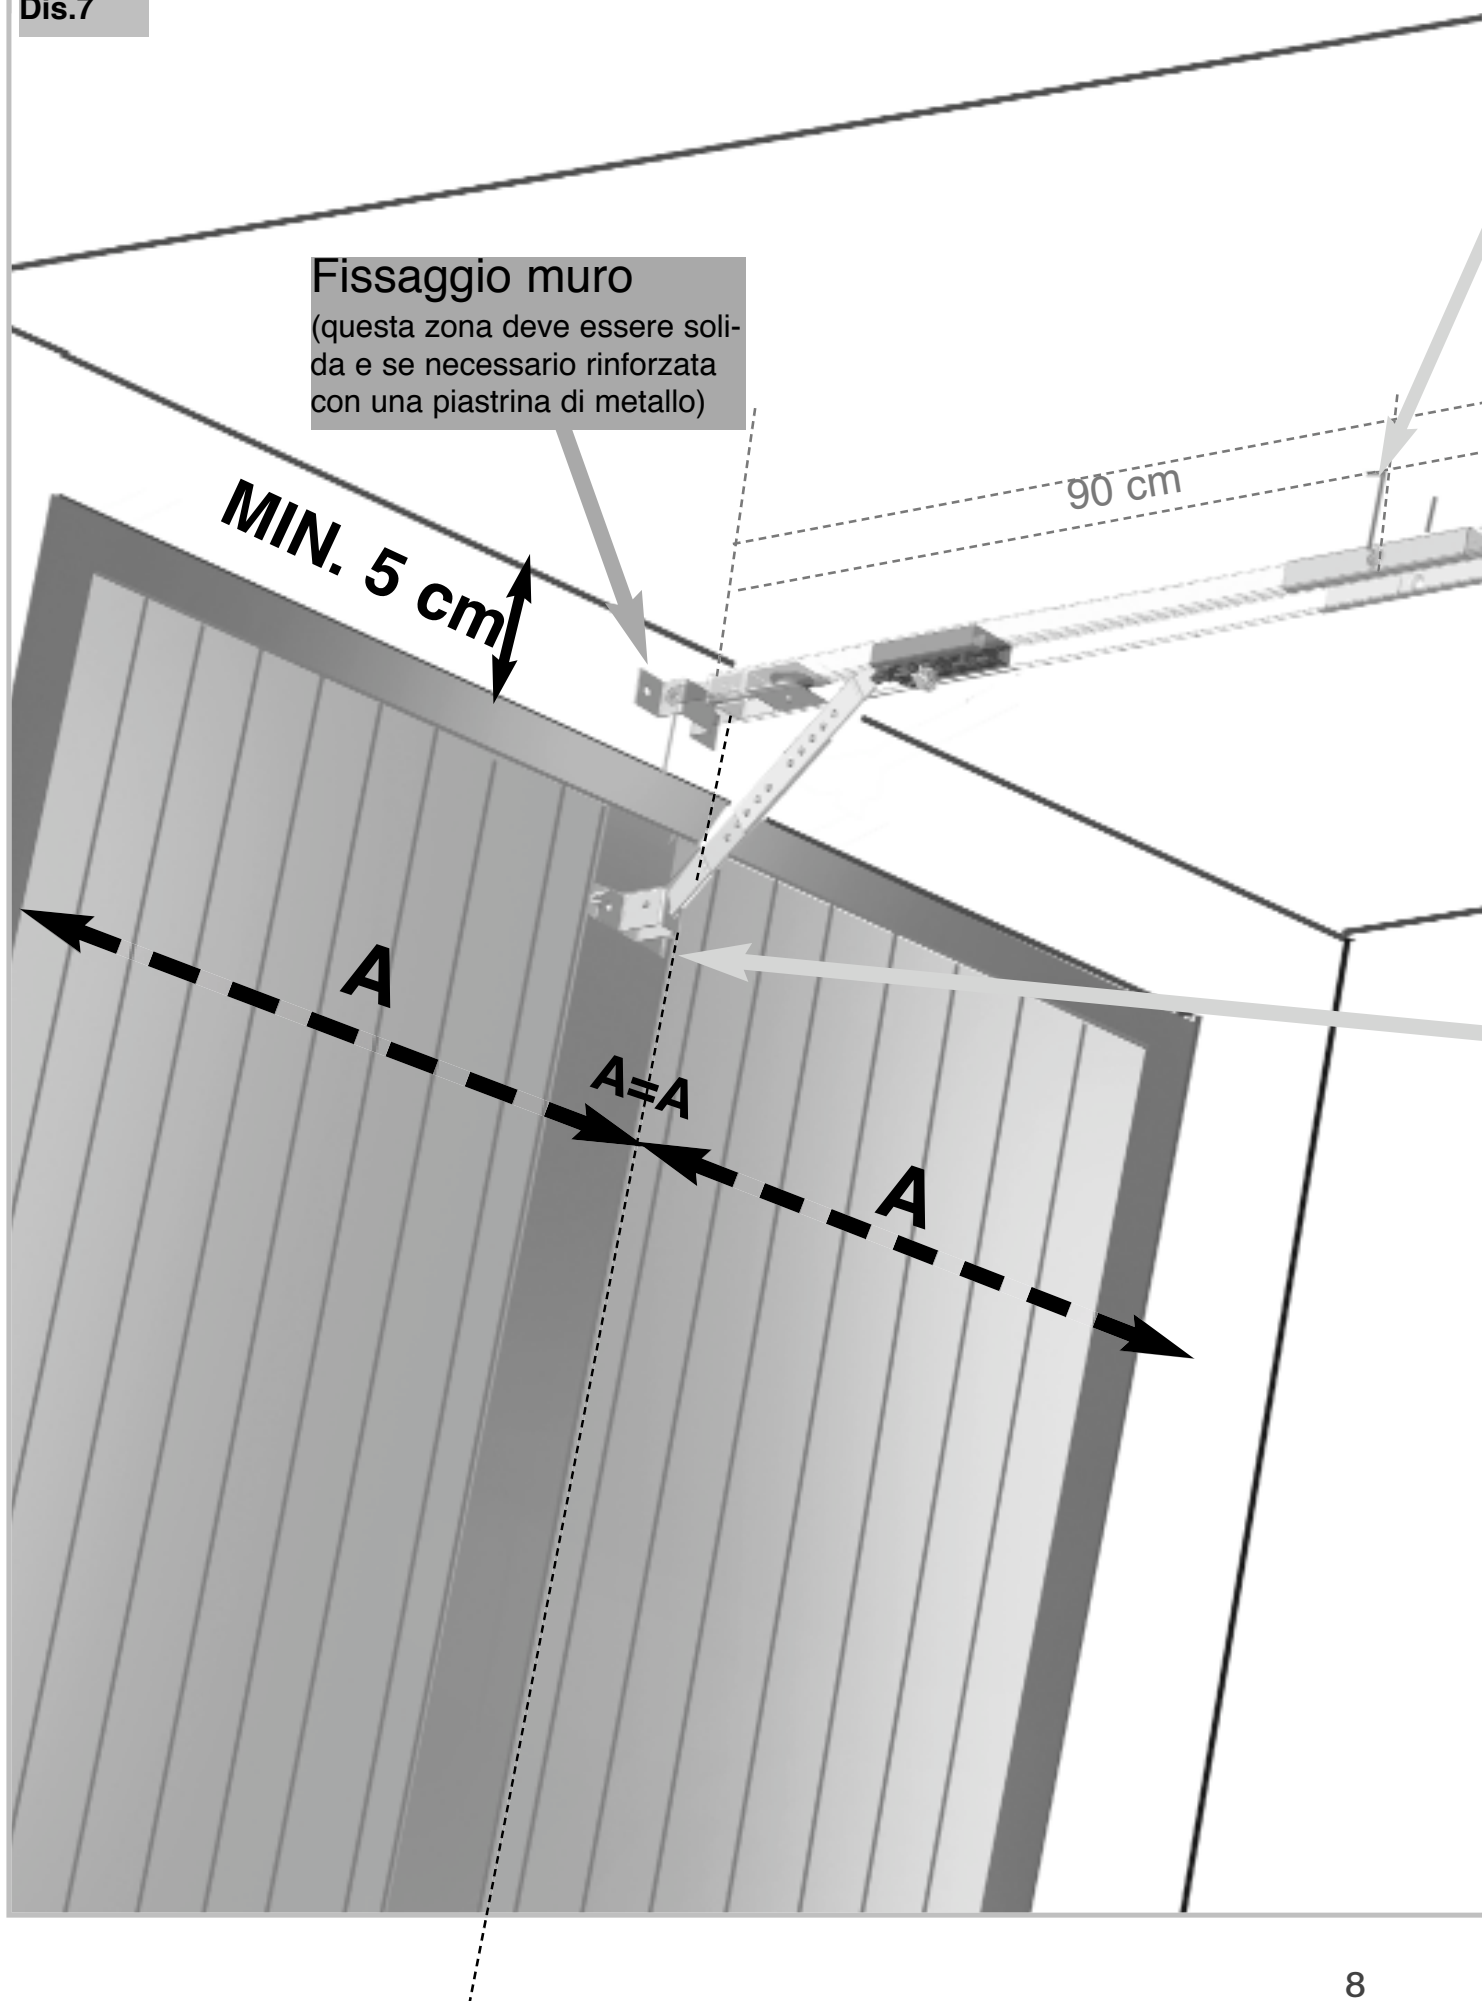 Dis.7
Fissaggio muro
(questa zona deve essere soli-
da e se necessario rinforzata
con una piastrina di metallo)
MIN. 5 cm
90 cm
A
A=A
A
8